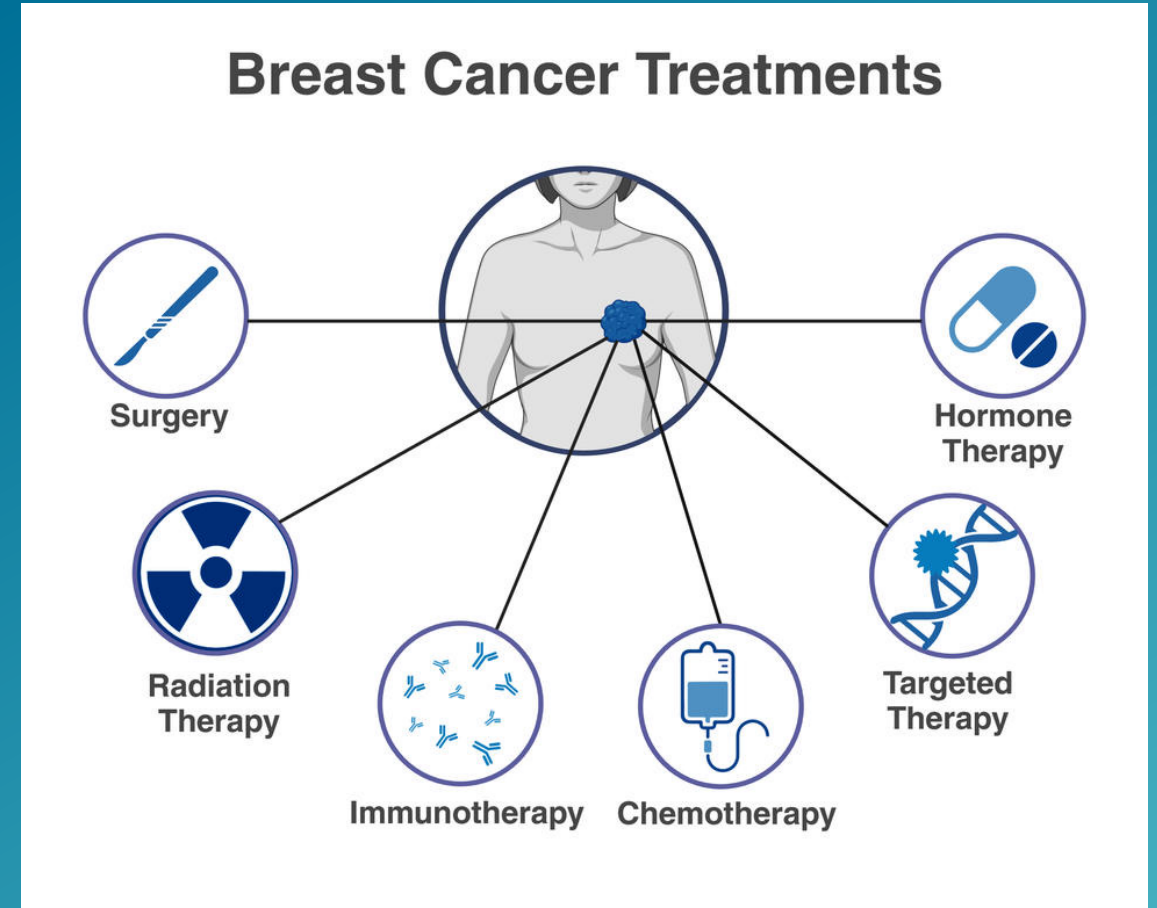 Breast Cancer Treatments
Surgery
Hormone
Therapy
Radiation
Therapy
Targeted
Therapy
Immunotherapy
Chemotherapy